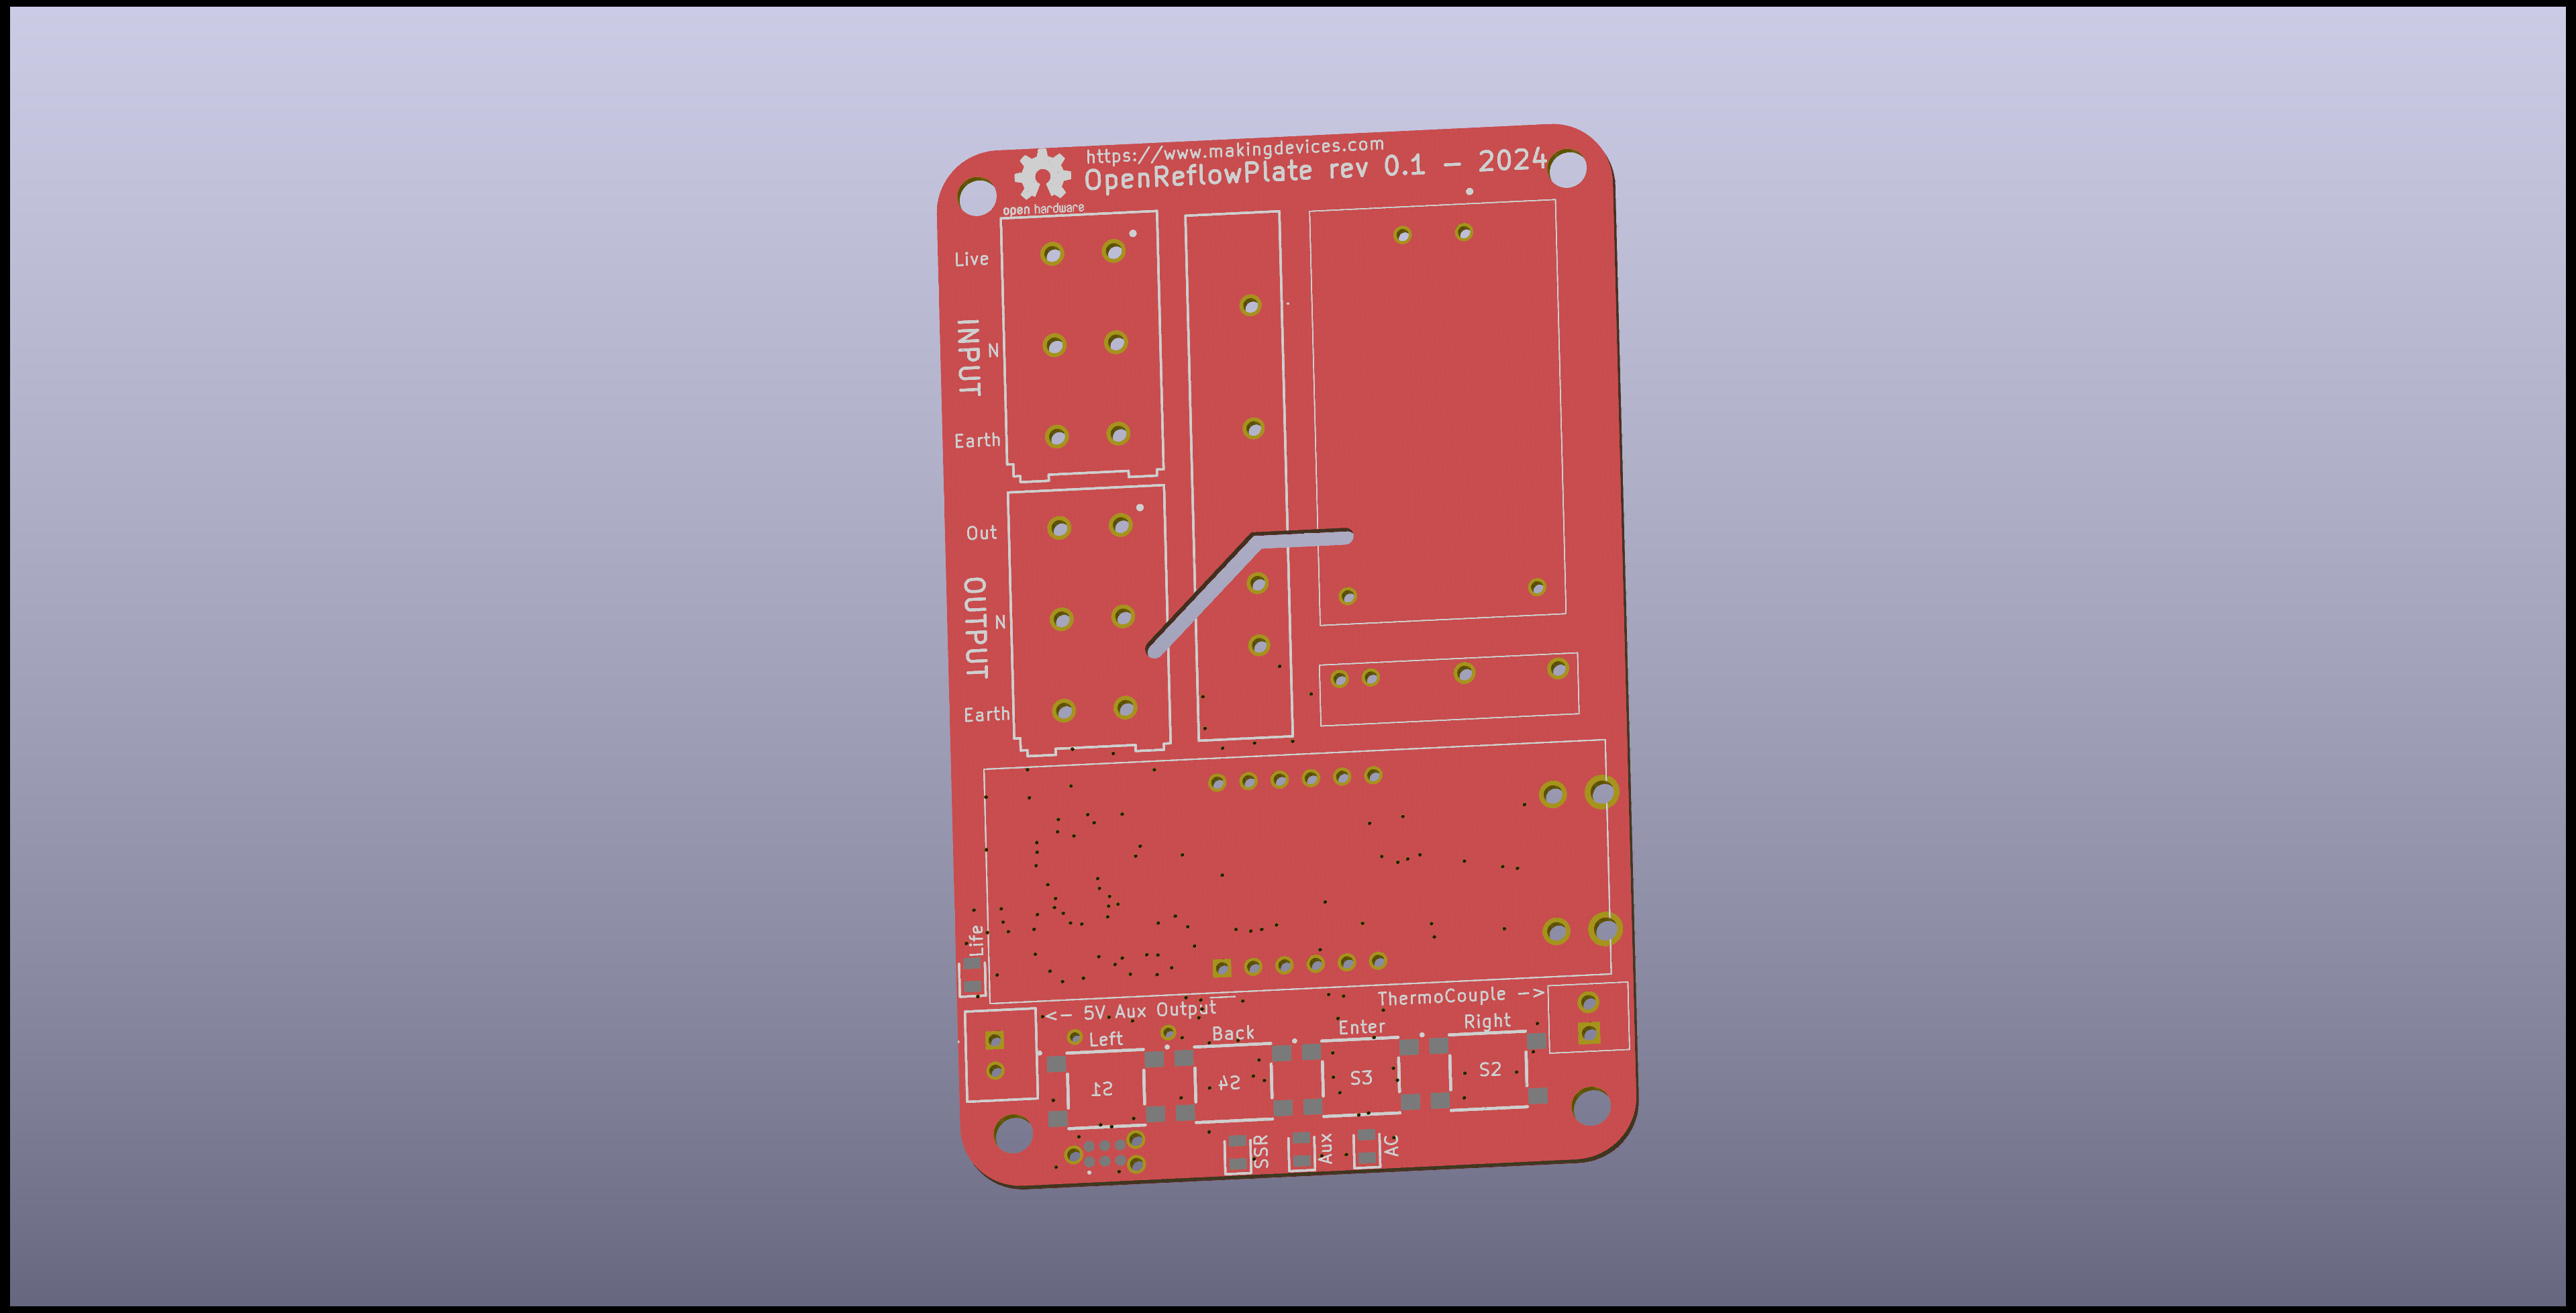 https://www.makingdevices.com
OpenReflowPlate rev 0.1 - 2024
open hardware
Live
INPUT
N
Earth
Out
OUTPUT
N
Earth
Life
<- 5V Aux Output
ThermoCouple ->
Left
Back
Enter
Right
S1
S4
S3
S2
SSR
Aux
AC